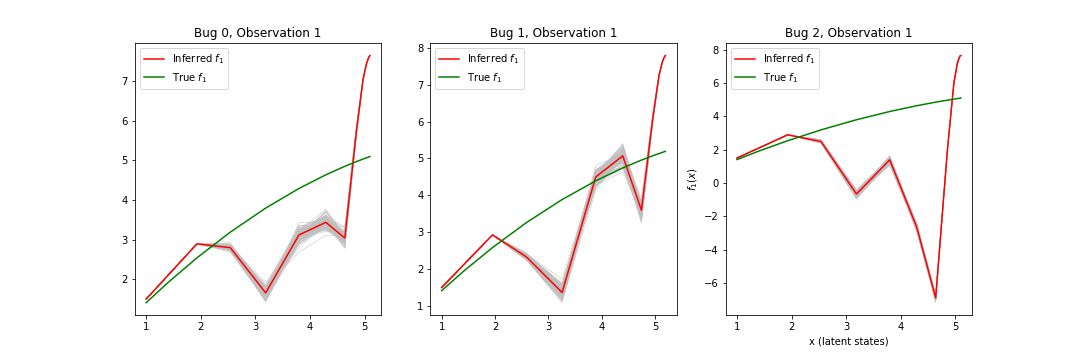 Bug 0, Observation 1
Inferred f₁
True f₁
7
6
5
4
3
2
1 2 3 4 5
Bug 1, Observation 1
Inferred f₁
True f₁
8
7
6
5
4
3
2
1
1 2 3 4 5
Bug 2, Observation 1
Inferred f₁
True f₁
f₁(x)
8
6
4
2
0
−2
−4
−6
1 2 3 4 5
x (latent states)